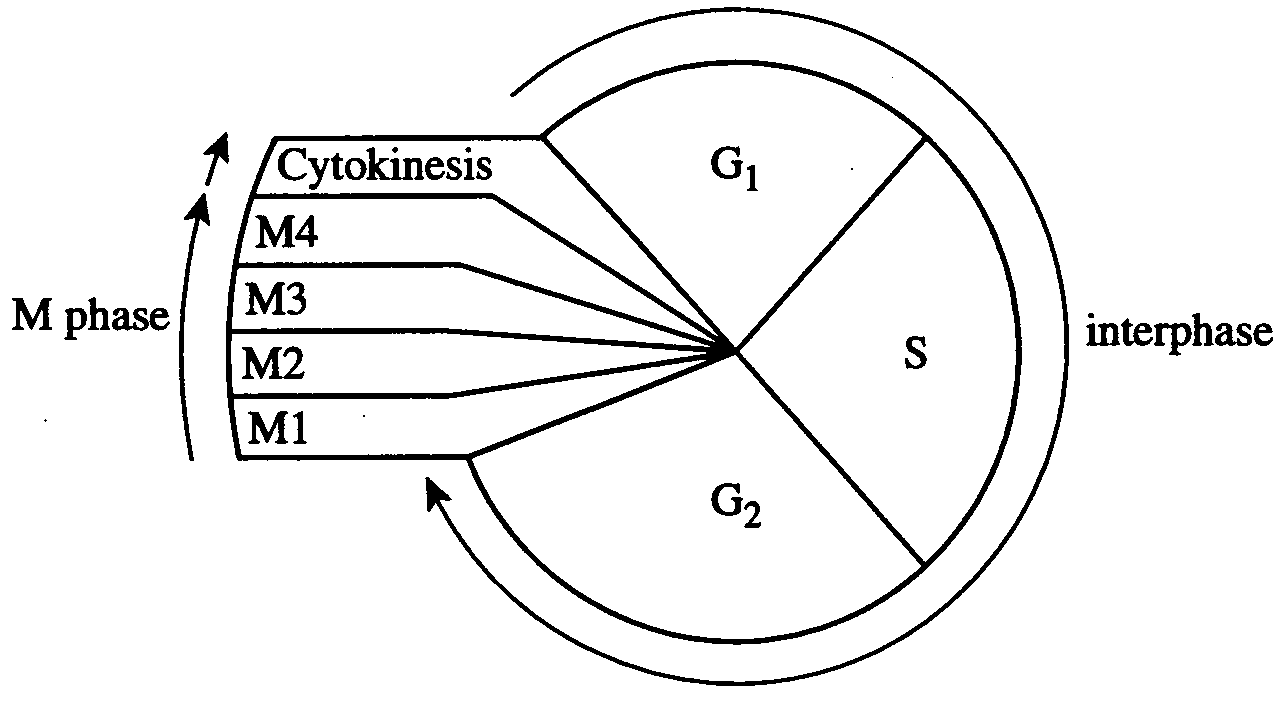 Cytokinesis
M4
M3
M2
M1
M phase
G₁
S
G₂
interphase